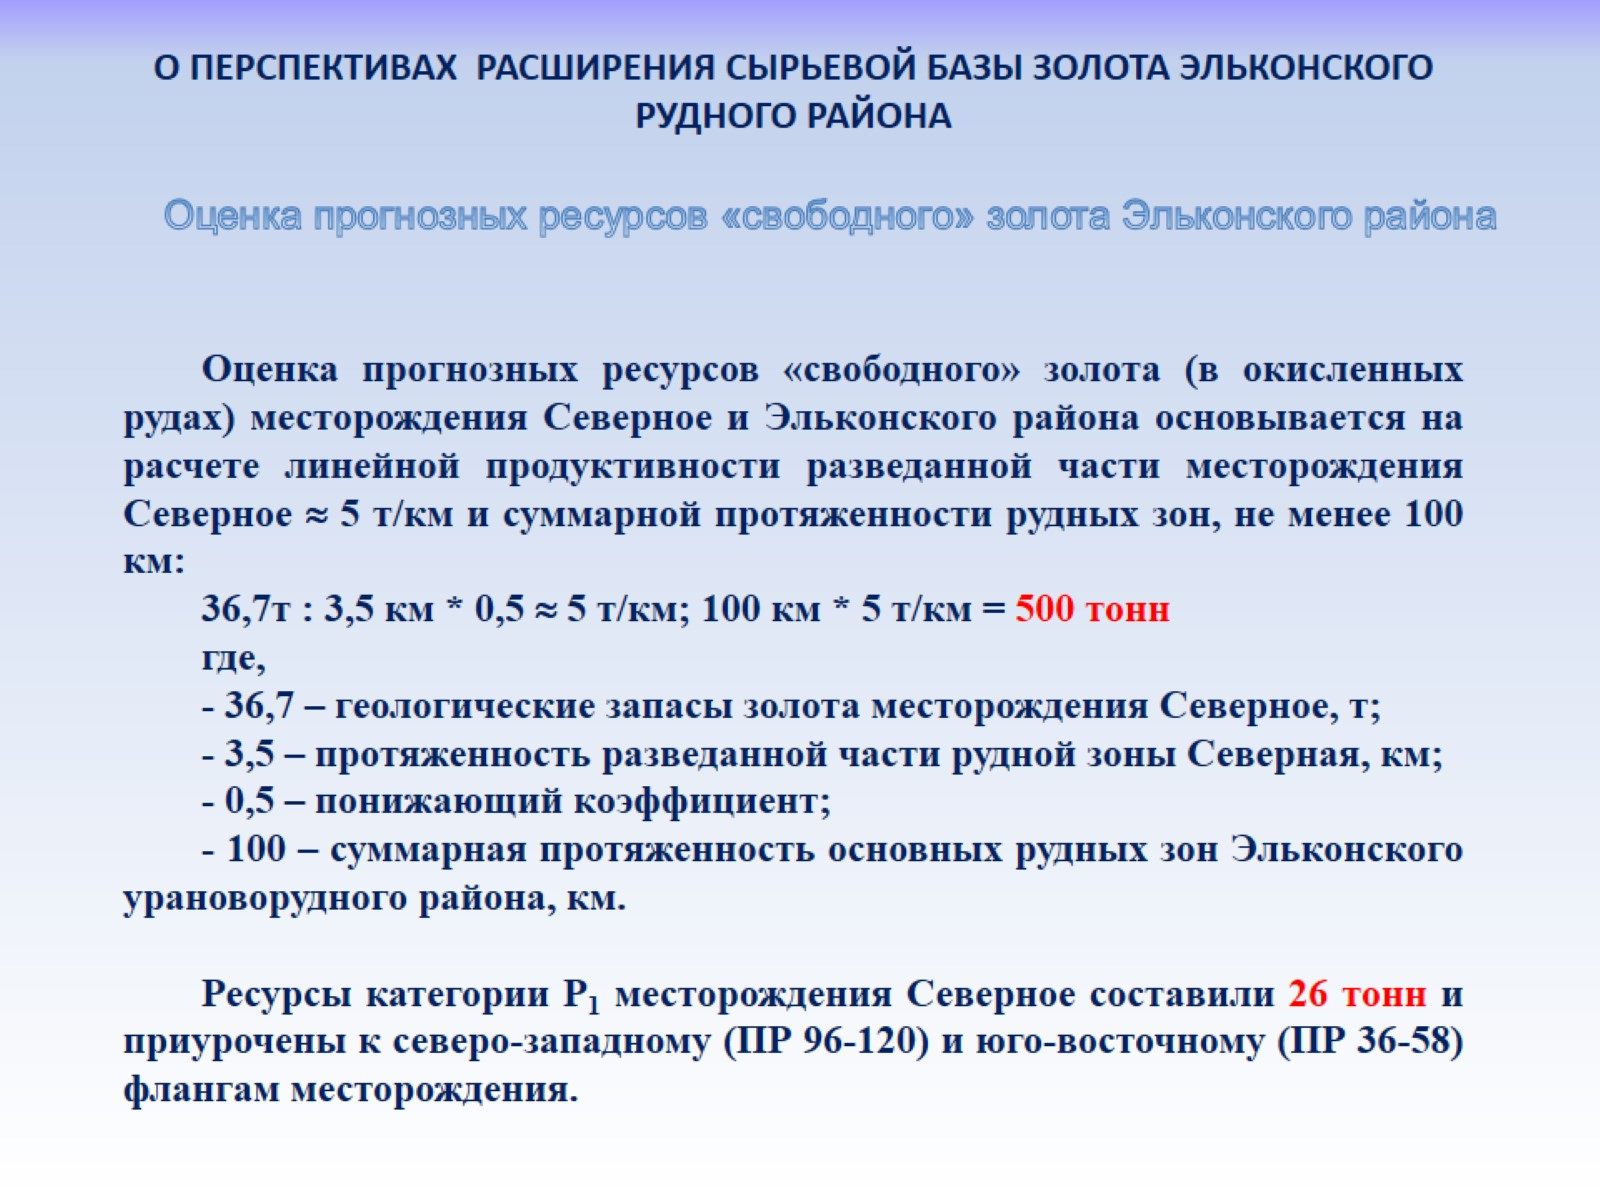 О ПЕРСПЕКТИВАХ РАСШИРЕНИЯ СЫРЬЕВОЙ БАЗЫ ЗОЛОТА ЭЛЬКОНСКОГО
РУДНОГО РАЙОНА
Оценка прогнозных ресурсов «свободного» золота Эльконского района
Оценка прогнозных ресурсов «свободного» золота (в окисленных
рудах) месторождения Северное и Эльконского района основывается на
расчете линейной продуктивности разведанной части месторождения
Северное ≈ 5 т/км и суммарной протяженности рудных зон, не менее 100
км:
36,7т : 3,5 км * 0,5 ≈ 5 т/км; 100 км * 5 т/км = 500 тонн
где,
- 36,7 – геологические запасы золота месторождения Северное, т;
- 3,5 – протяженность разведанной части рудной зоны Северная, км;
- 0,5 – понижающий коэффициент;
- 100 – суммарная протяженность основных рудных зон Эльконского
урановорудного района, км.
Ресурсы категории Р₁ месторождения Северное составили 26 тонн и
приурочены к северо-западному (ПР 96-120) и юго-восточному (ПР 36-58)
флангам месторождения.